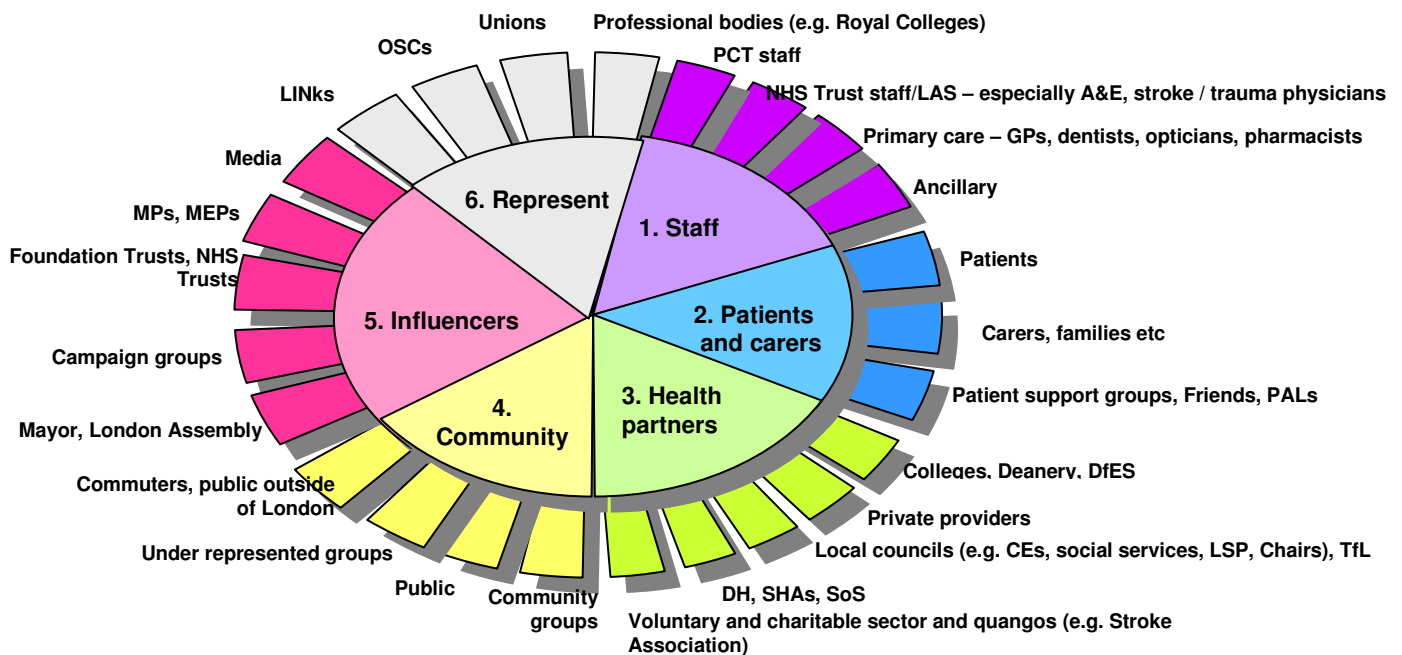 Unions
Professional bodies (e.g. Royal Colleges)
OSCs
PCT staff
LINks
NHS Trust staff/LAS – especially A&E, stroke / trauma physicians
Primary care – GPs, dentists, opticians, pharmacists
Media
Ancillary
6. Represent
1. Staff
MPs, MEPs
Foundation Trusts, NHS
Trusts
Patients
5. Influencers
2. Patients
and carers
Carers, families etc
Campaign groups
Patient support groups, Friends, PALs
3. Health
partners
4.
Community
Mayor, London Assembly
Colleges, Deanery, DfES
Commuters, public outside
of London
Private providers
Under represented groups
Local councils (e.g. CEs, social services, LSP, Chairs), TfL
Public
DH, SHAs, SoS
Community
groups
Voluntary and charitable sector and quangos (e.g. Stroke
Association)